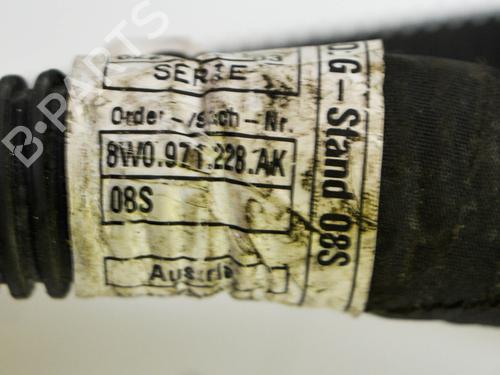 SERIE
Order-/Sach-Nr.
8W0.971.228.AK
08S
Austria
G-Stand 08S
B-PARTS